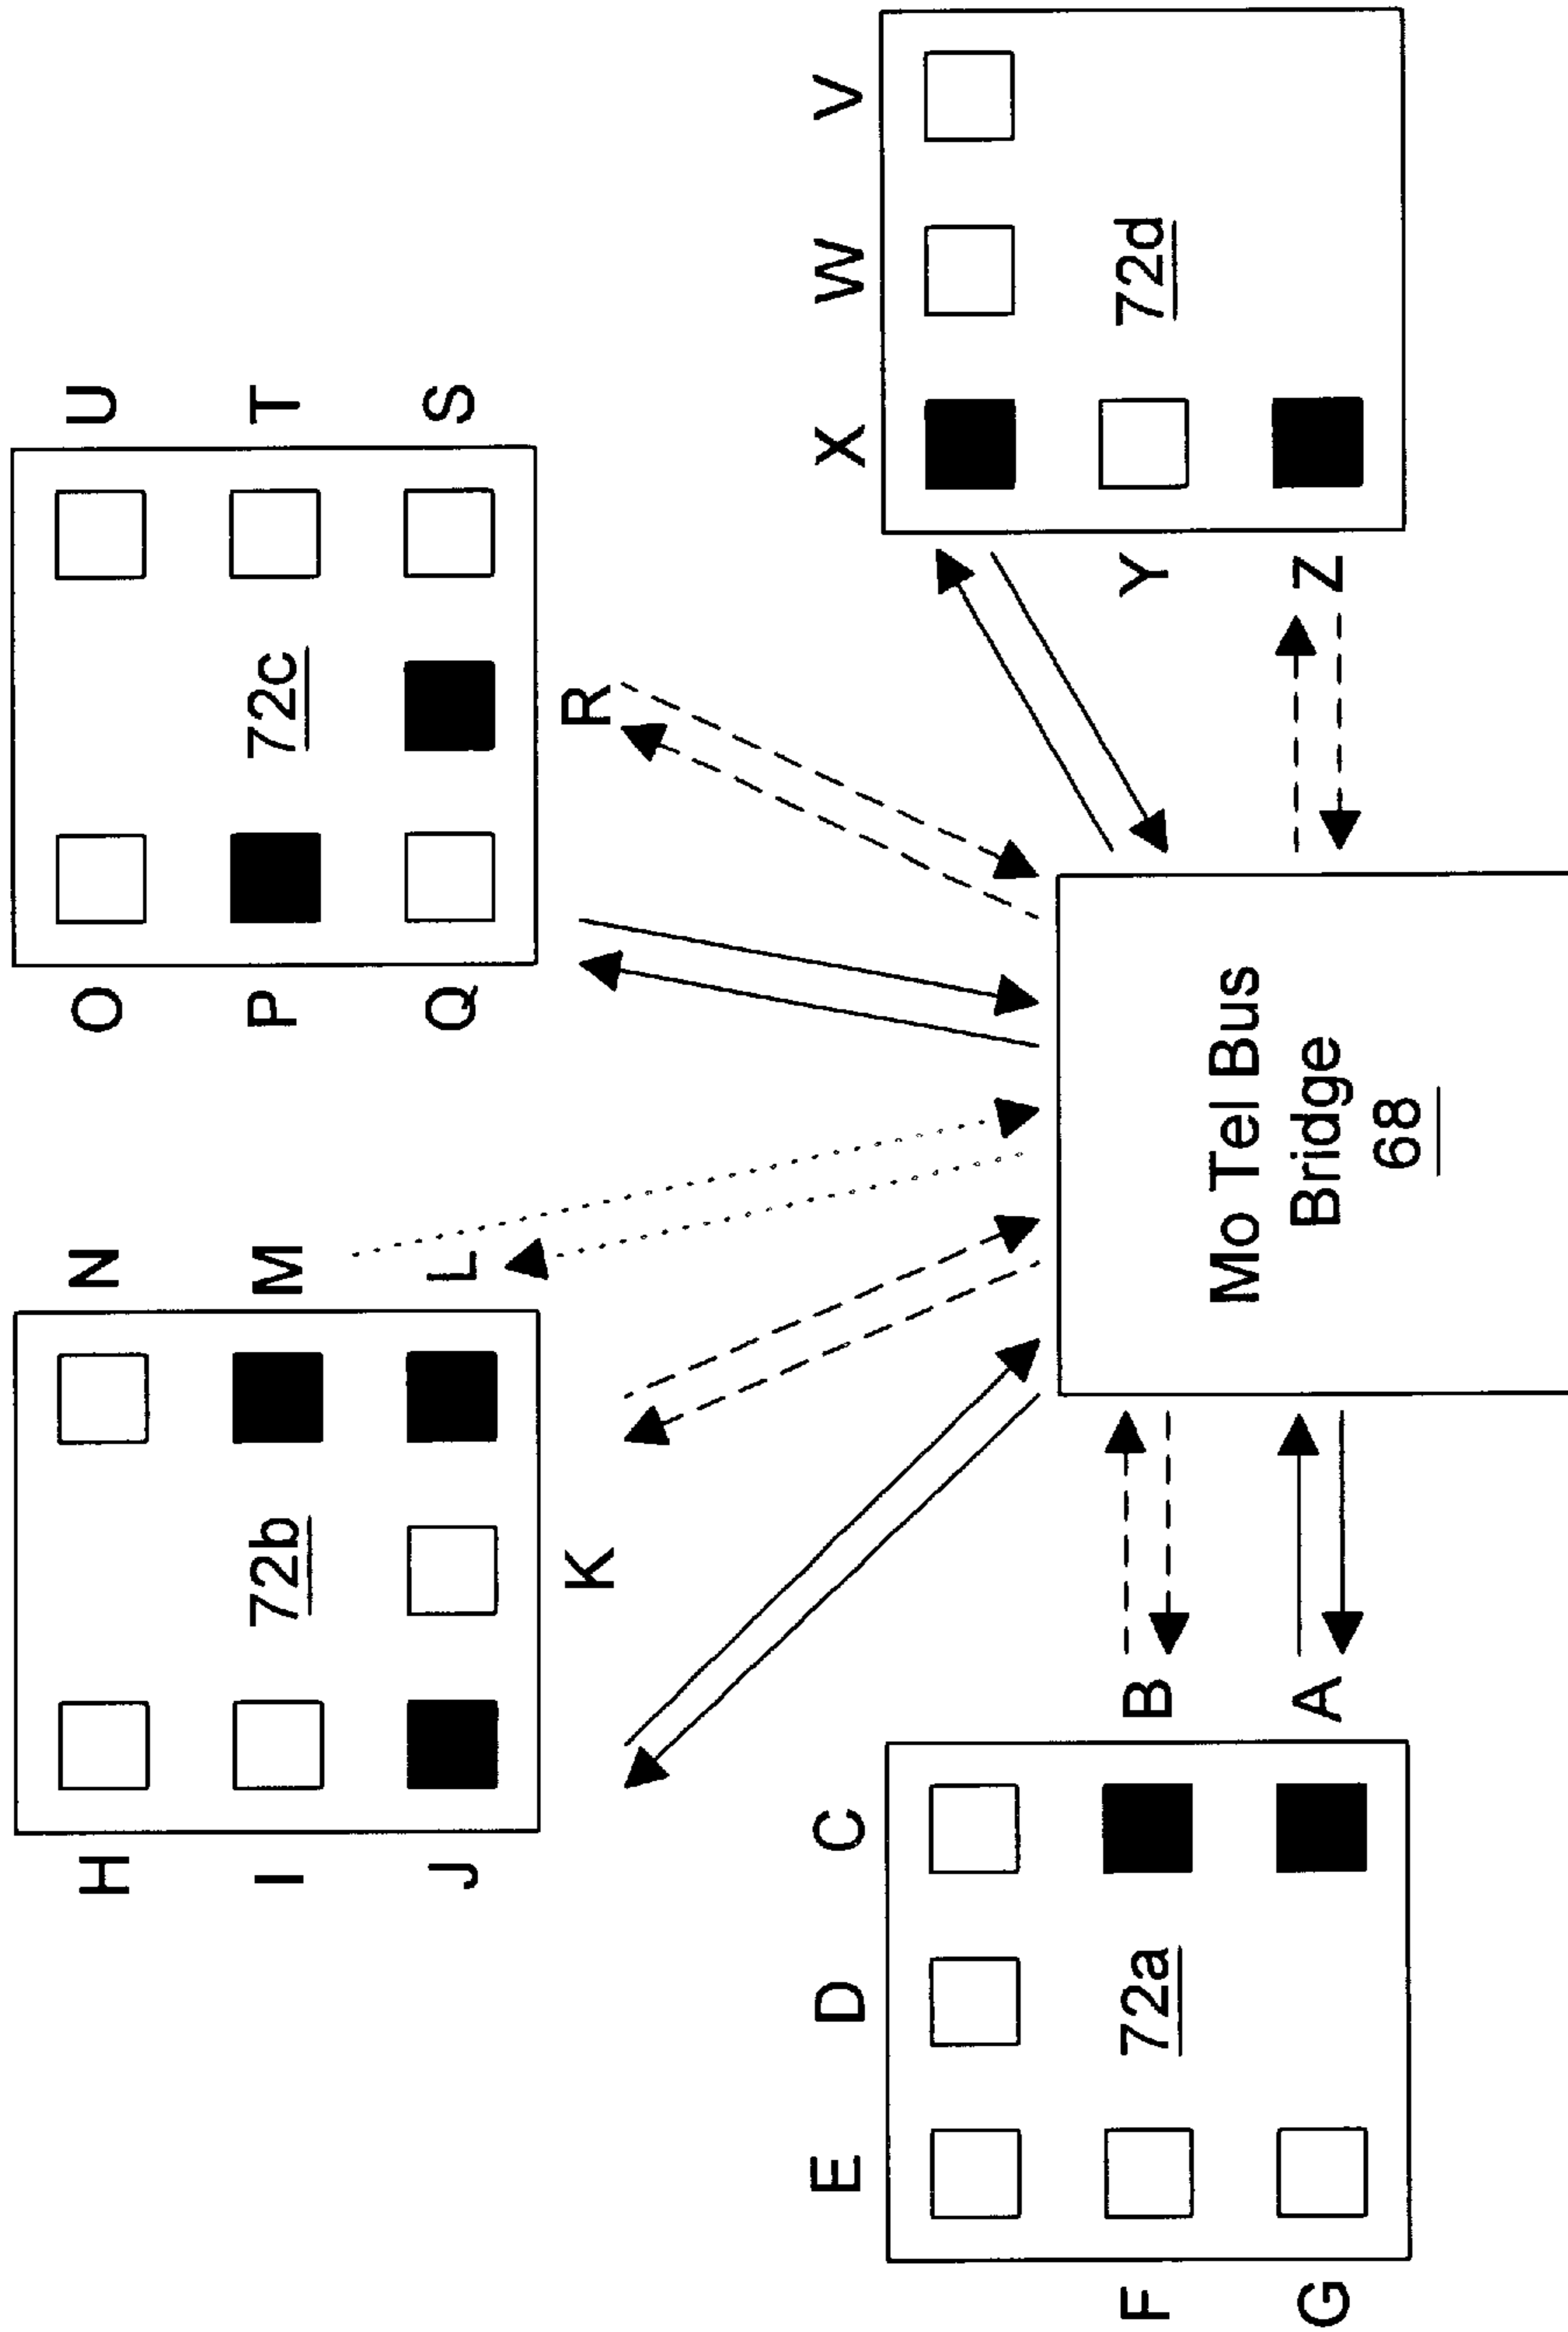 H N O U
I 72b M P 72c T
J L Q S
K R
E D C X W V
F 72a B Y 72d
Mo Tel Bus
G A Bridge Z
68